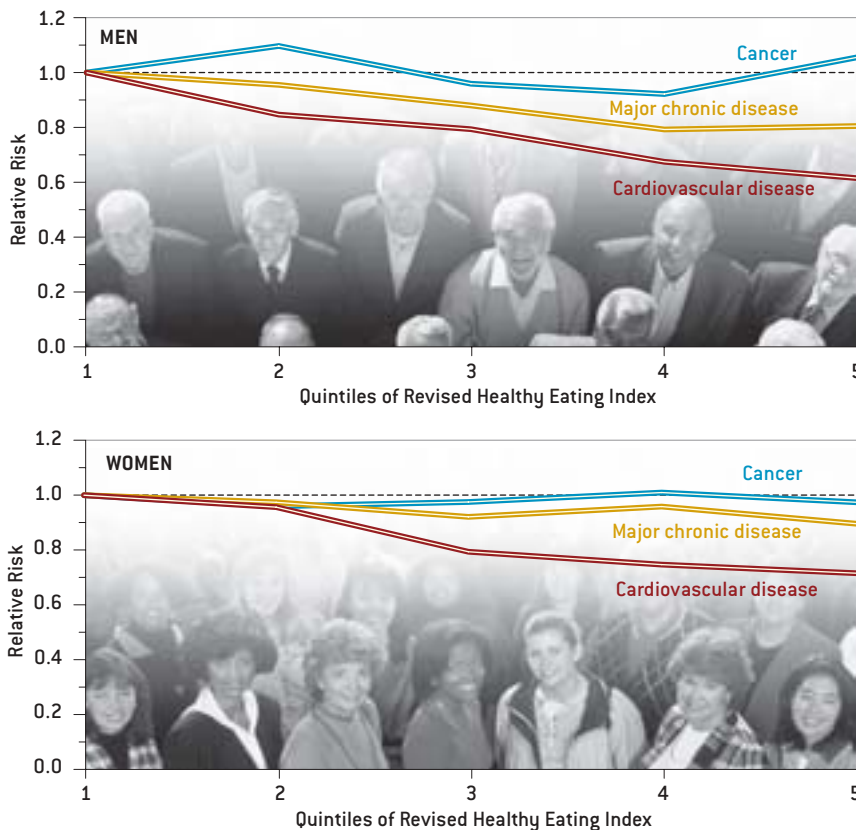 1.2
MEN
Cancer
1.0
Major chronic disease
0.8
Cardiovascular disease
0.6
0.4
0.2
0.0
Relative Risk
1 2 3 4 5
Quintiles of Revised Healthy Eating Index
1.2
WOMEN
Cancer
1.0
Major chronic disease
0.8
Cardiovascular disease
0.6
0.4
0.2
0.0
Relative Risk
1 2 3 4 5
Quintiles of Revised Healthy Eating Index